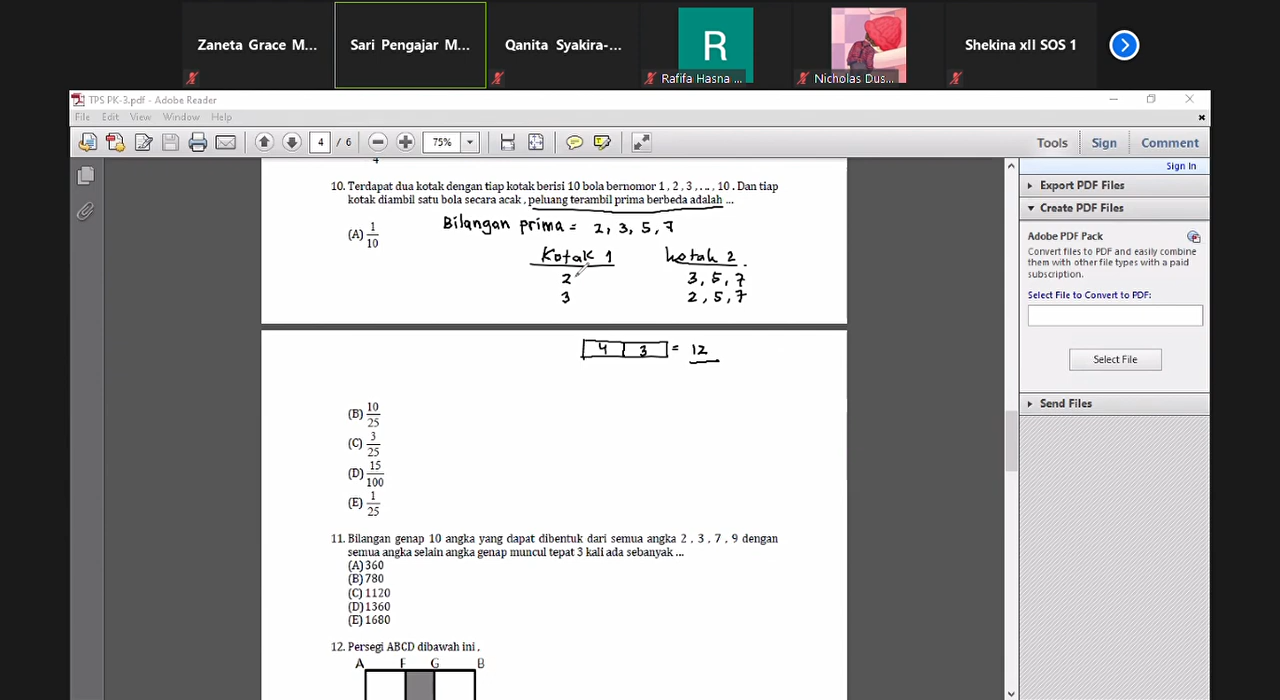 Zaneta Grace M...
Sari Pengajar M...
Qanita Syakira-...
R
Rafifa Hasna ...
Nicholas Dus...
Shekina xII SOS 1
TPS PK-3.pdf - Adobe Reader
File Edit View Window Help
4 / 6 75% Tools Sign Comment
Sign In
Export PDF Files
Create PDF Files
Adobe PDF Pack
Convert files to PDF and easily combine
them with other file types with a paid
subscription.
Select File to Convert to PDF:
Select File
Send Files
4
10. Terdapat dua kotak dengan tiap kotak berisi 10 bola bernomor 1 , 2 , 3 , ... , 10 . Dan tiap
kotak diambil satu bola secara acak , peluang terambil prima berbeda adalah ...
Bilangan prima = 2, 3, 5, 7
(A) 1/10
Kotak 1 kotak 2
2 3, 5, 7
3 2, 5, 7
4 3 = 12
(B) 10/25
(C) 3/25
(D) 15/100
(E) 1/25
11. Bilangan genap 10 angka yang dapat dibentuk dari semua angka 2 , 3 , 7 , 9 dengan
semua angka selain angka genap muncul tepat 3 kali ada sebanyak ...
(A) 360
(B) 780
(C) 1120
(D) 1360
(E) 1680
12. Persegi ABCD dibawah ini ,
A F G B